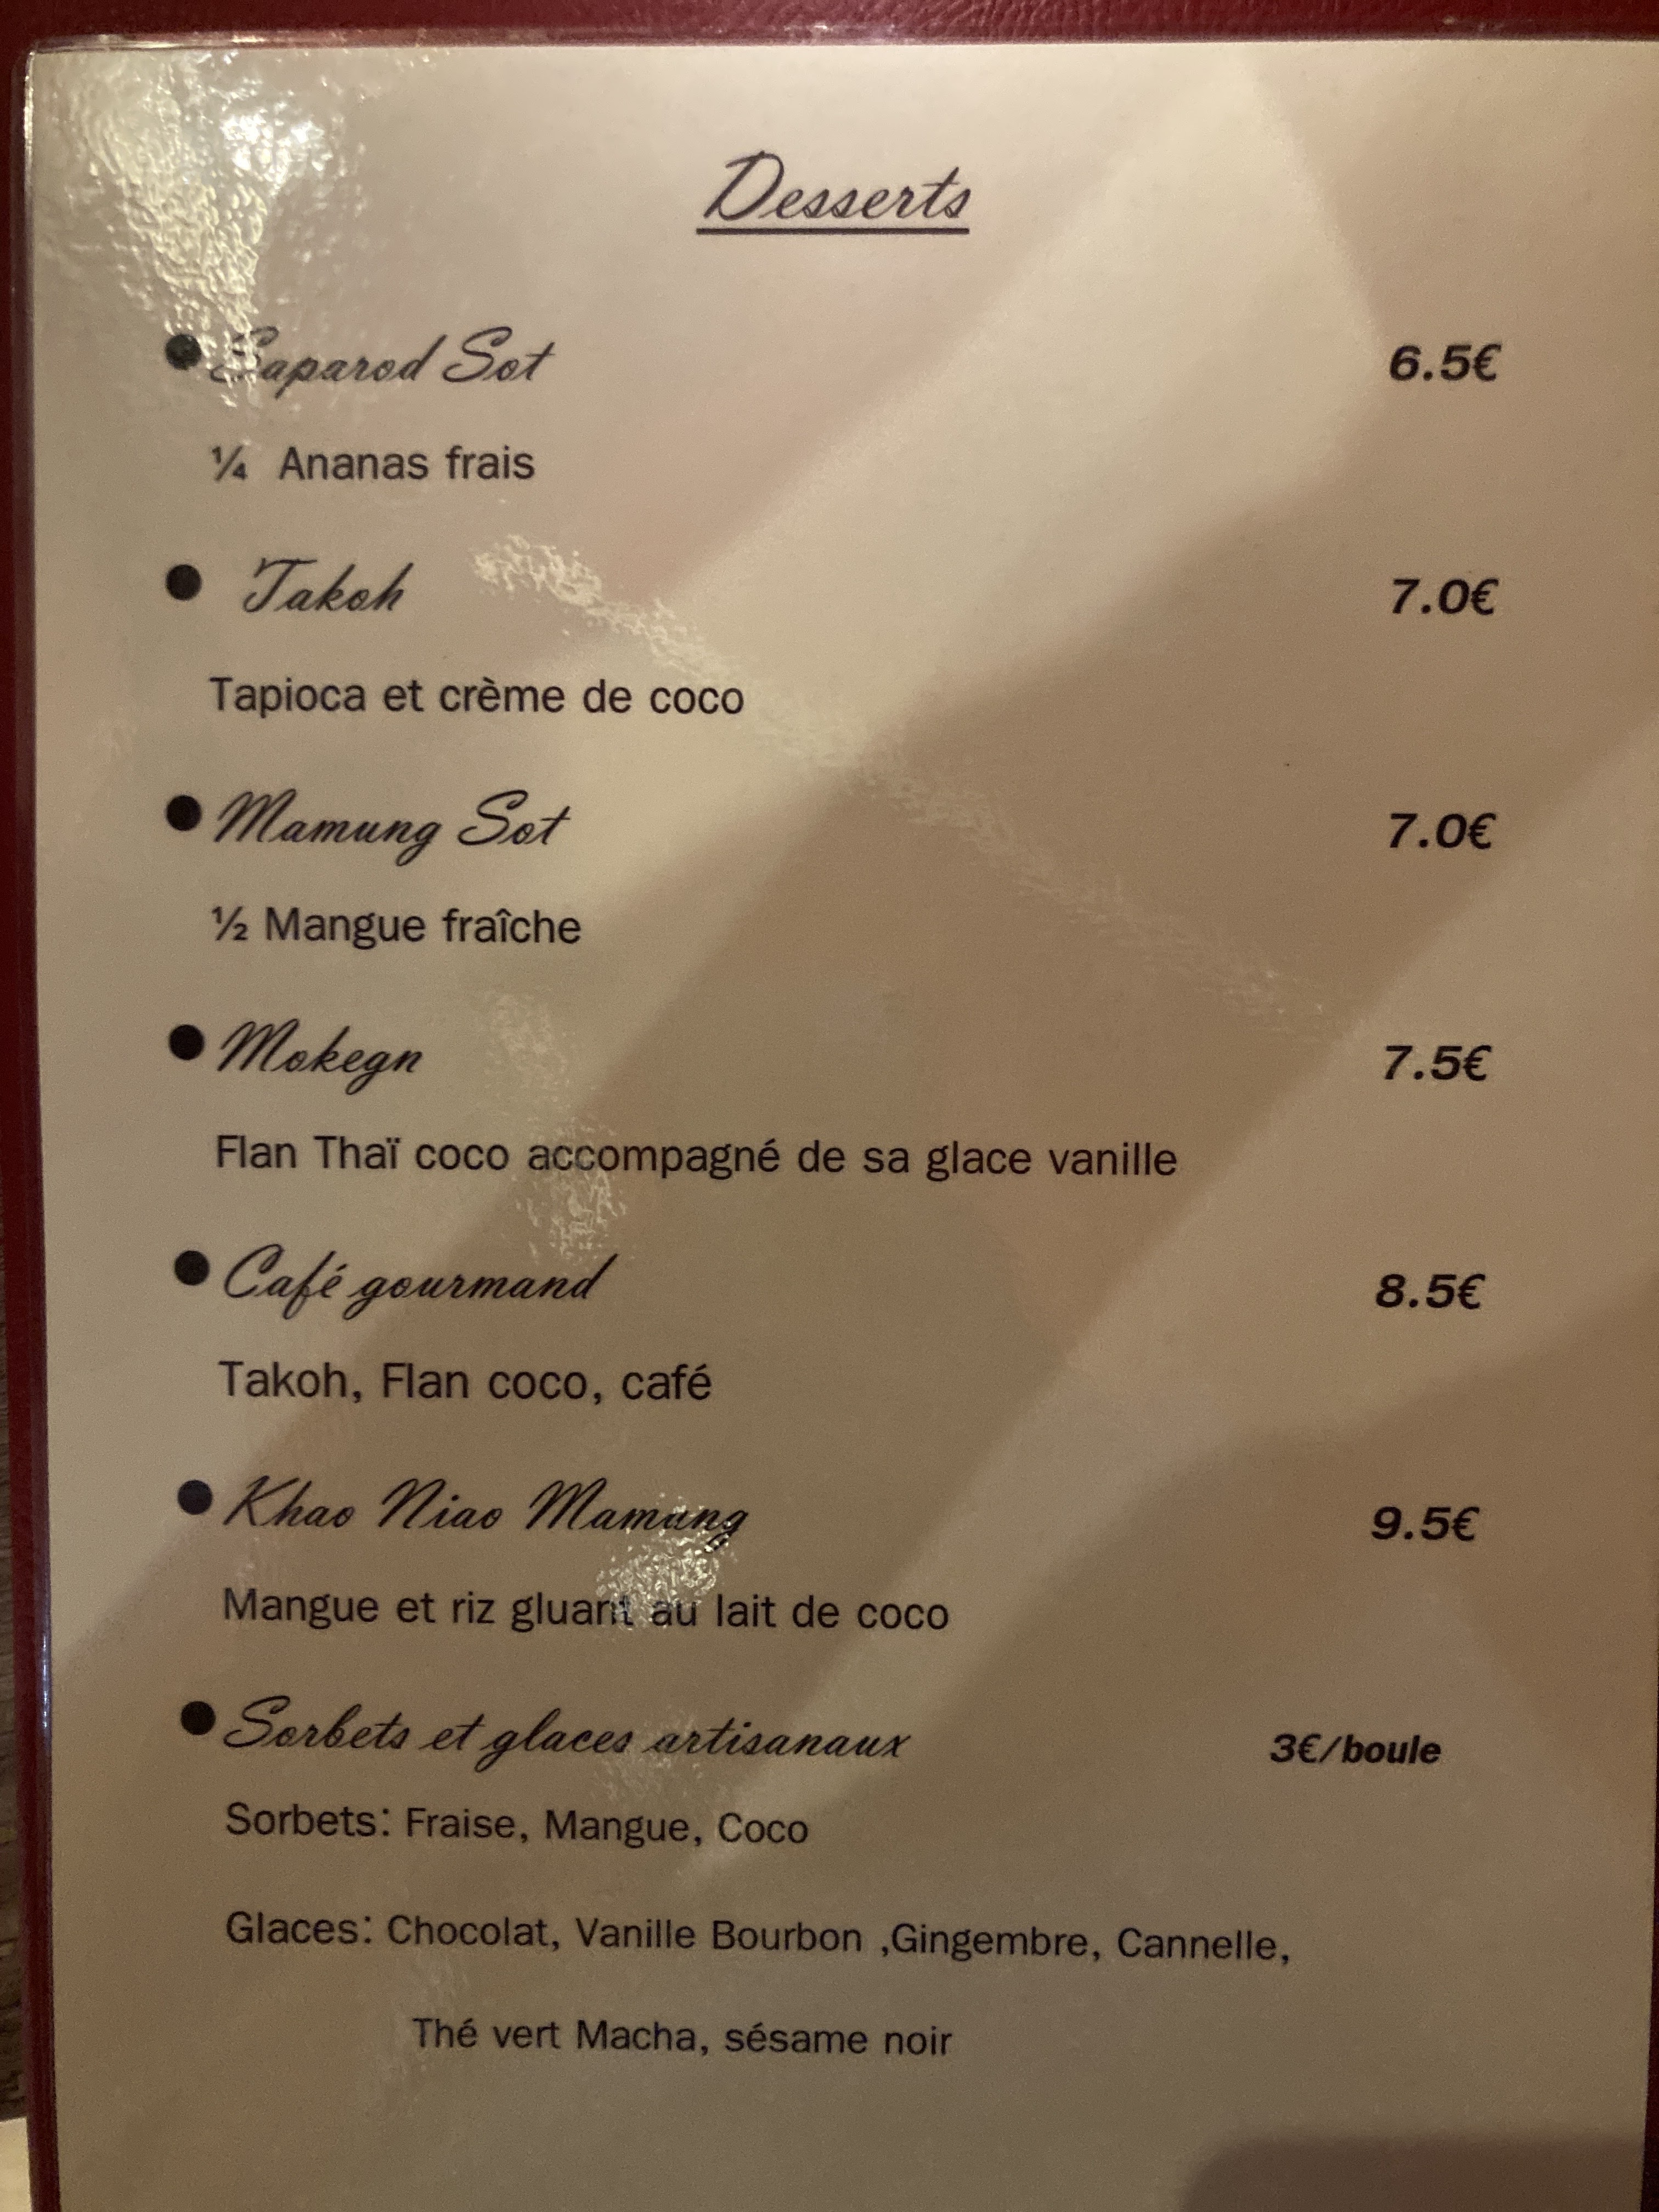 Desserts
● Saparod Sot 6.5€
¼ Ananas frais
● Takoh 7.0€
Tapioca et crème de coco
● Mamung Sot 7.0€
½ Mangue fraîche
● Mokegn 7.5€
Flan Thaï coco accompagné de sa glace vanille
● Café gourmand 8.5€
Takoh, Flan coco, café
● Khao Niao Mamung 9.5€
Mangue et riz gluant au lait de coco
● Sorbets et glaces artisanaux 3€/boule
Sorbets: Fraise, Mangue, Coco
Glaces: Chocolat, Vanille Bourbon ,Gingembre, Cannelle,
Thé vert Macha, sésame noir